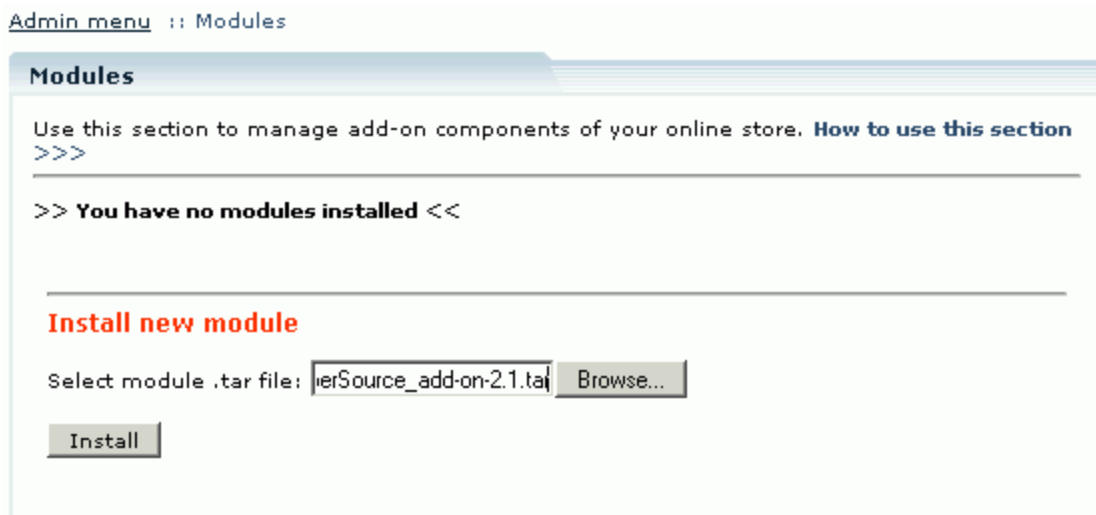 Admin menu :: Modules
Modules
Use this section to manage add-on components of your online store. How to use this section
>>>
>> You have no modules installed <<
Install new module
Select module .tar file: erSource_add-on-2.1.tar Browse...
Install